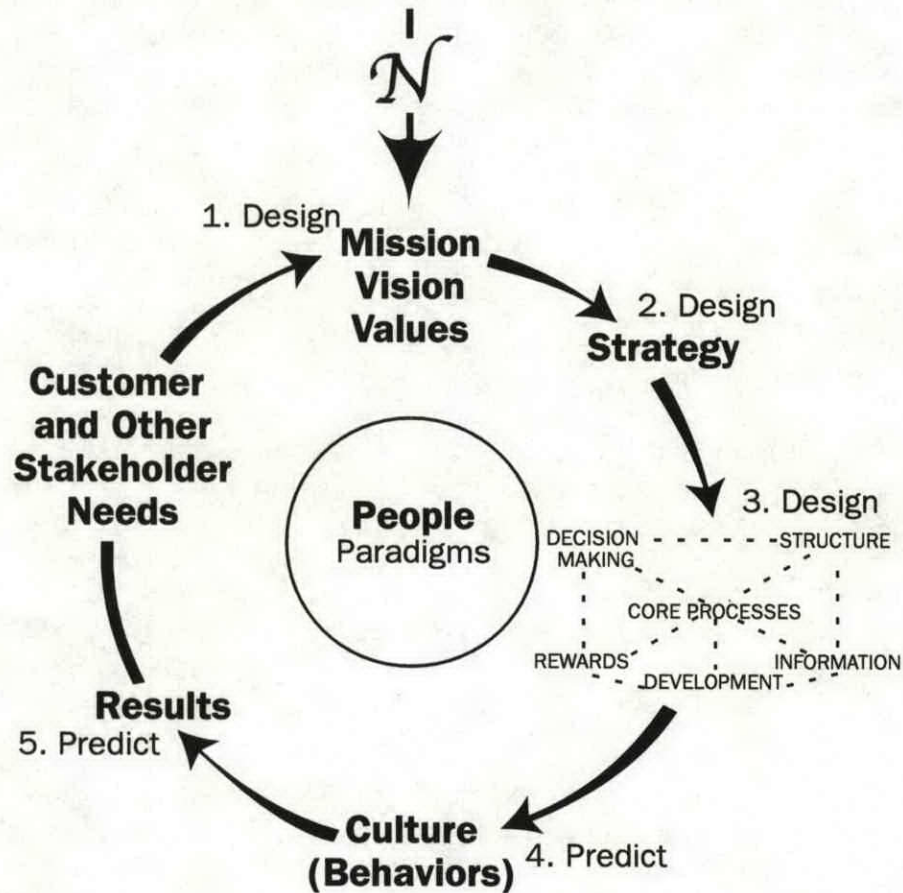 N
1. Design
Mission
Vision
Values
2. Design
Strategy
3. Design
DECISION
MAKING
STRUCTURE
CORE PROCESSES
REWARDS
INFORMATION
DEVELOPMENT
Culture
(Behaviors)
4. Predict
Results
5. Predict
Customer
and Other
Stakeholder
Needs
People
Paradigms